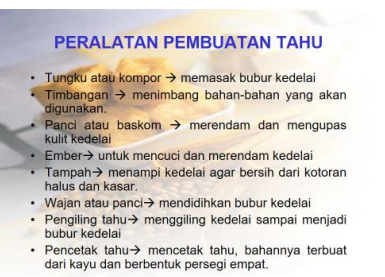 PERALATAN PEMBUATAN TAHU
• Tungku atau kompor → memasak bubur kedelai
• Timbangan → menimbang bahan-bahan yang akan
digunakan.
• Panci atau baskom → merendam dan mengupas
kulit kedelai
• Ember→ untuk mencuci dan merendam kedelai
• Tampah→ menampi kedelai agar bersih dari kotoran
halus dan kasar.
• Wajan atau panci→ mendidihkan bubur kedelai
• Pengiling tahu→ menggiling kedelai sampai menjadi
bubur kedelai
• Pencetak tahu→ mencetak tahu, bahannya terbuat
dari kayu dan berbentuk persegi empat.